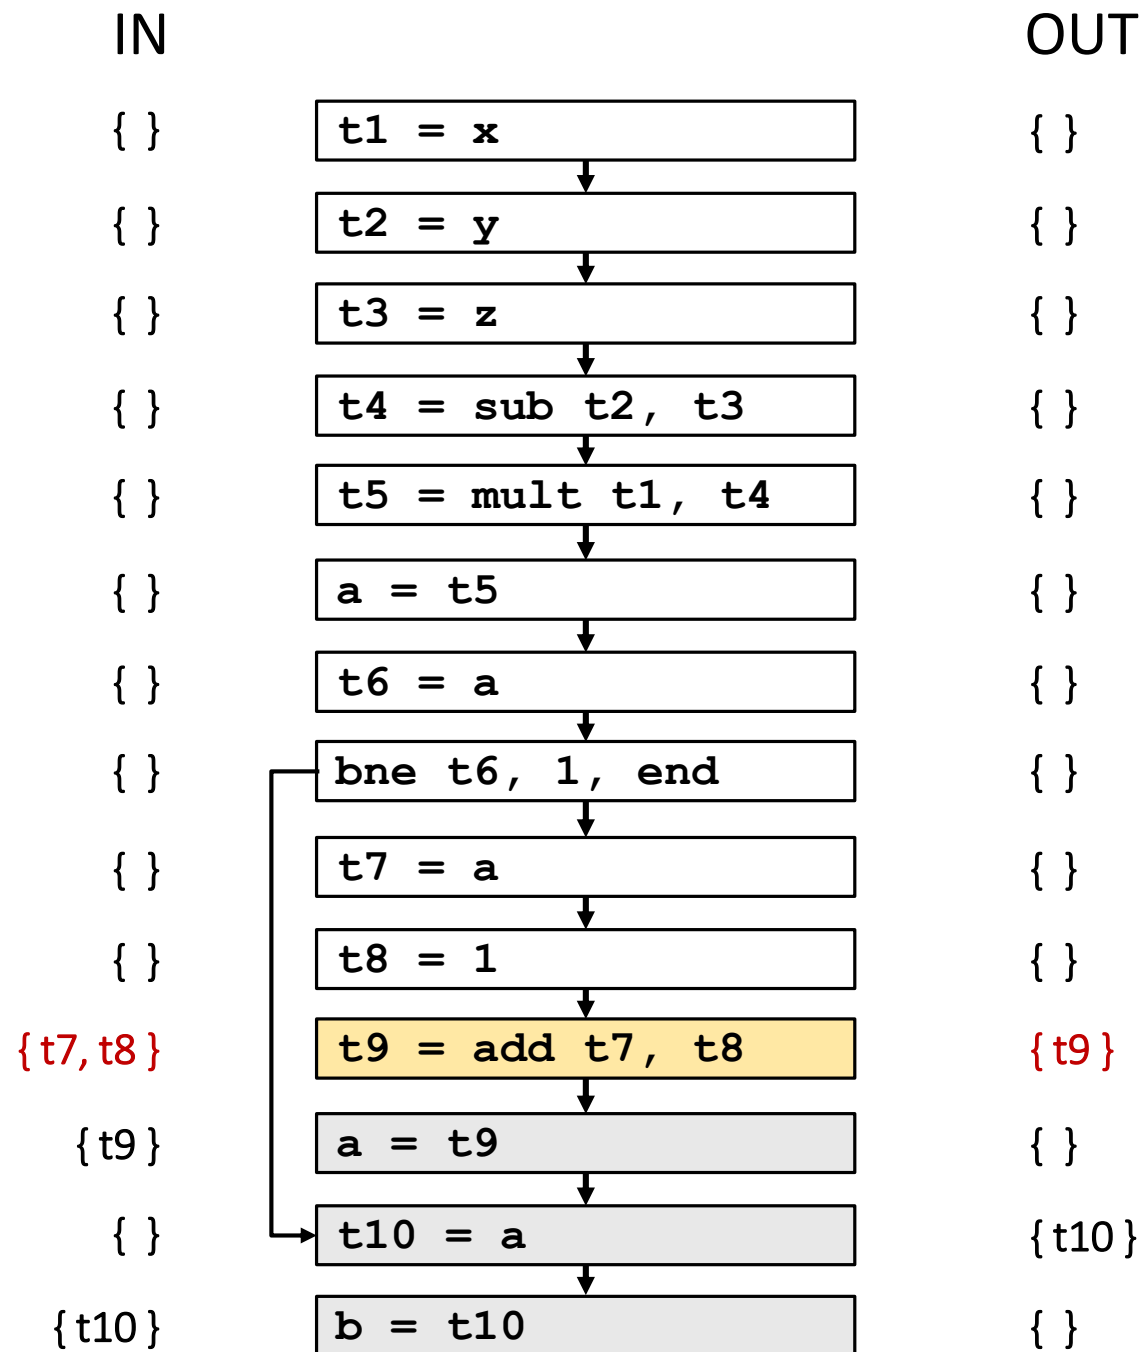 IN OUT
{ } t1 = x { }
{ } t2 = y { }
{ } t3 = z { }
{ } t4 = sub t2, t3 { }
{ } t5 = mult t1, t4 { }
{ } a = t5 { }
{ } t6 = a { }
{ } bne t6, 1, end { }
{ } t7 = a { }
{ } t8 = 1 { }
{ t7, t8 } t9 = add t7, t8 { t9 }
{ t9 } a = t9 { }
{ } t10 = a { t10 }
{ t10 } b = t10 { }